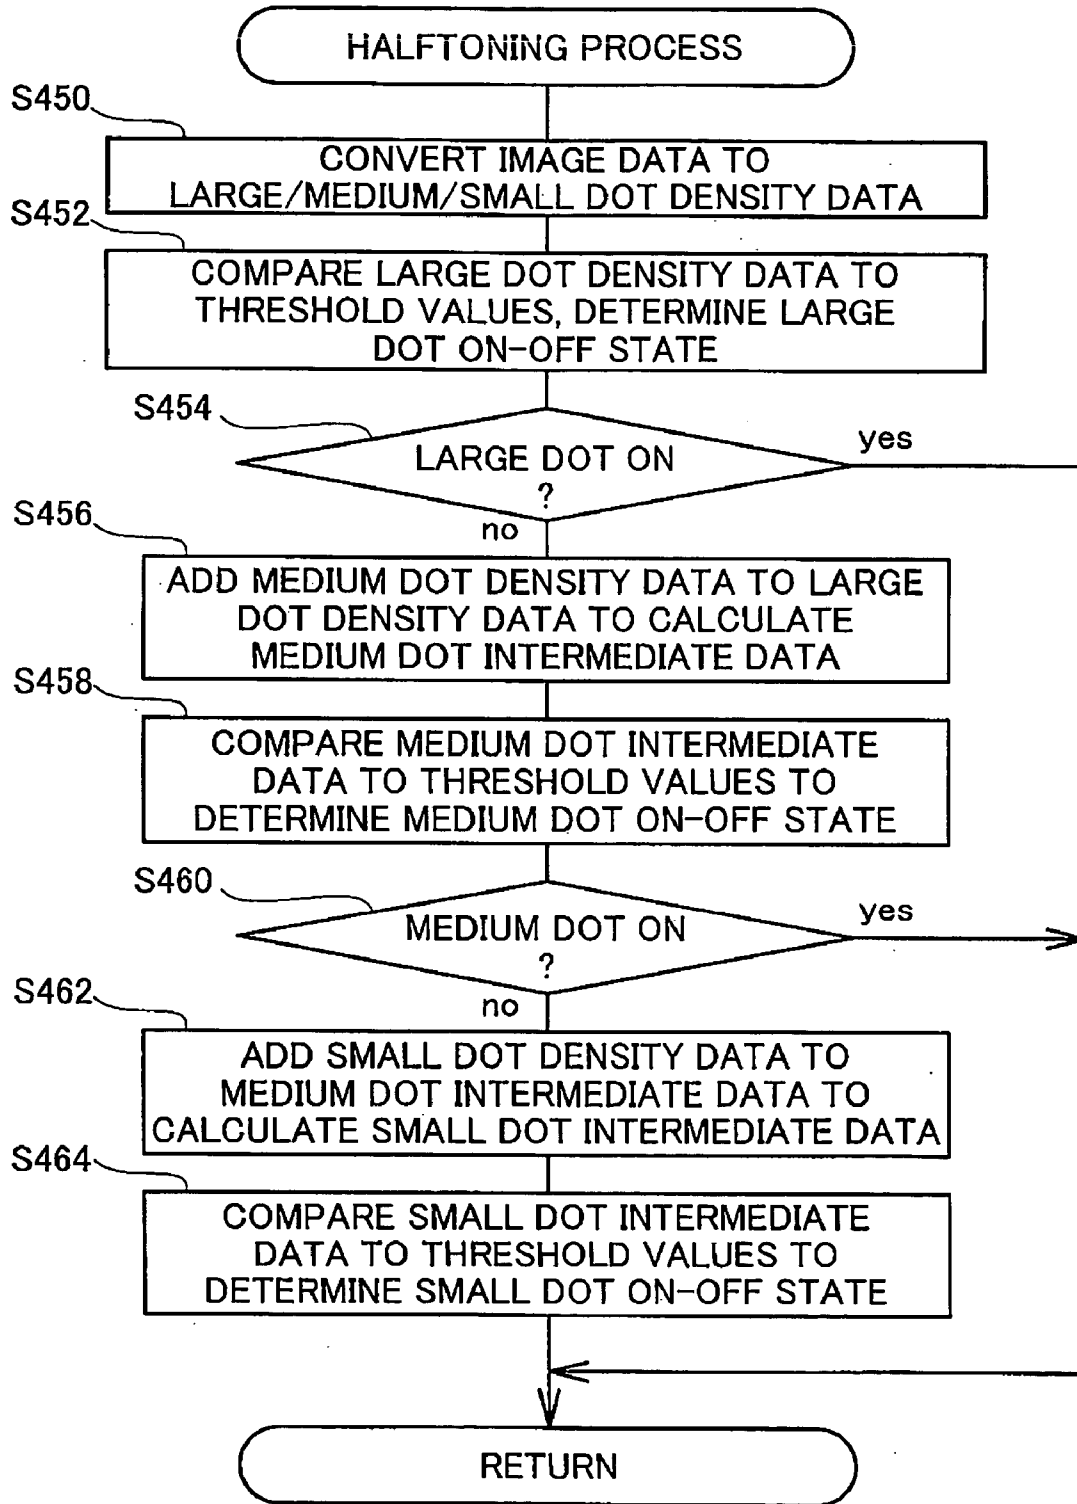 HALFTONING PROCESS
S450
CONVERT IMAGE DATA TO
LARGE/MEDIUM/SMALL DOT DENSITY DATA
S452
COMPARE LARGE DOT DENSITY DATA TO
THRESHOLD VALUES, DETERMINE LARGE
DOT ON-OFF STATE
S454
LARGE DOT ON
?
yes
no
S456
ADD MEDIUM DOT DENSITY DATA TO LARGE
DOT DENSITY DATA TO CALCULATE
MEDIUM DOT INTERMEDIATE DATA
S458
COMPARE MEDIUM DOT INTERMEDIATE
DATA TO THRESHOLD VALUES TO
DETERMINE MEDIUM DOT ON-OFF STATE
S460
MEDIUM DOT ON
?
yes
no
S462
ADD SMALL DOT DENSITY DATA TO
MEDIUM DOT INTERMEDIATE DATA TO
CALCULATE SMALL DOT INTERMEDIATE DATA
S464
COMPARE SMALL DOT INTERMEDIATE
DATA TO THRESHOLD VALUES TO
DETERMINE SMALL DOT ON-OFF STATE
RETURN